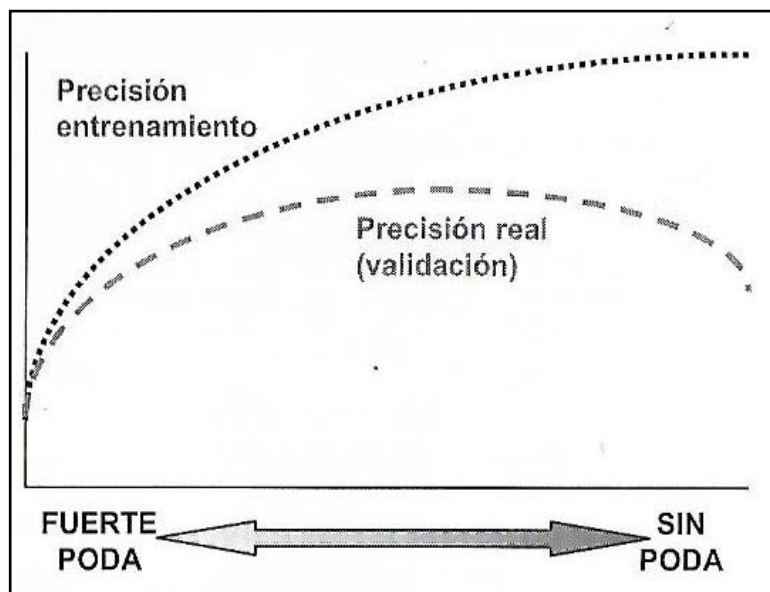 Precisión
entrenamiento
Precisión real
(validación)
FUERTE
PODA
SIN
PODA